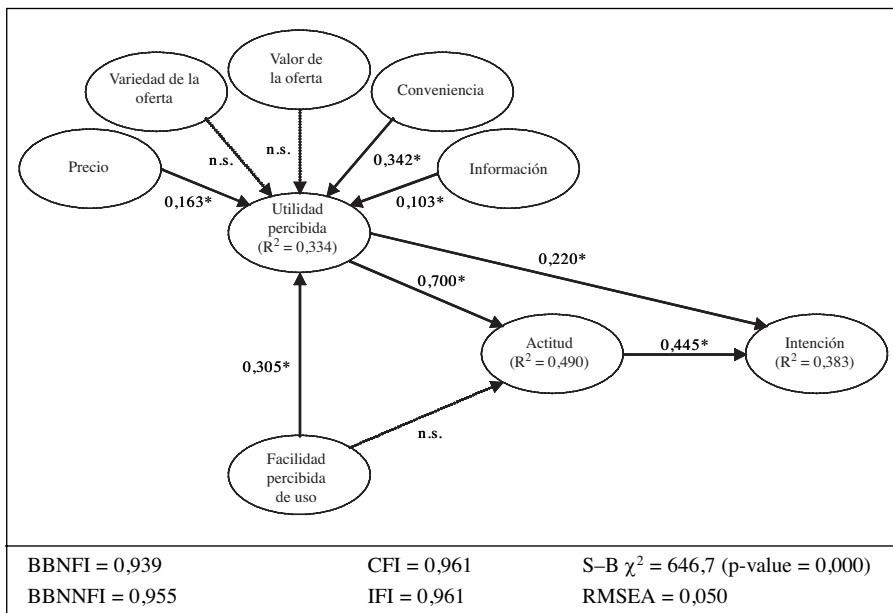 Valor de
la oferta
Variedad de la
oferta
Conveniencia
Precio
Información
n.s.
n.s.
0,342*
0,163*
0,103*
Utilidad
percibida
(R² = 0,334)
0,220*
0,700*
Actitud
(R² = 0,490)
0,445*
Intención
(R² = 0,383)
0,305*
n.s.
Facilidad
percibida
de uso
BBNFI = 0,939 CFI = 0,961 S–B χ² = 646,7 (p-value = 0,000)
BBNNFI = 0,955 IFI = 0,961 RMSEA = 0,050